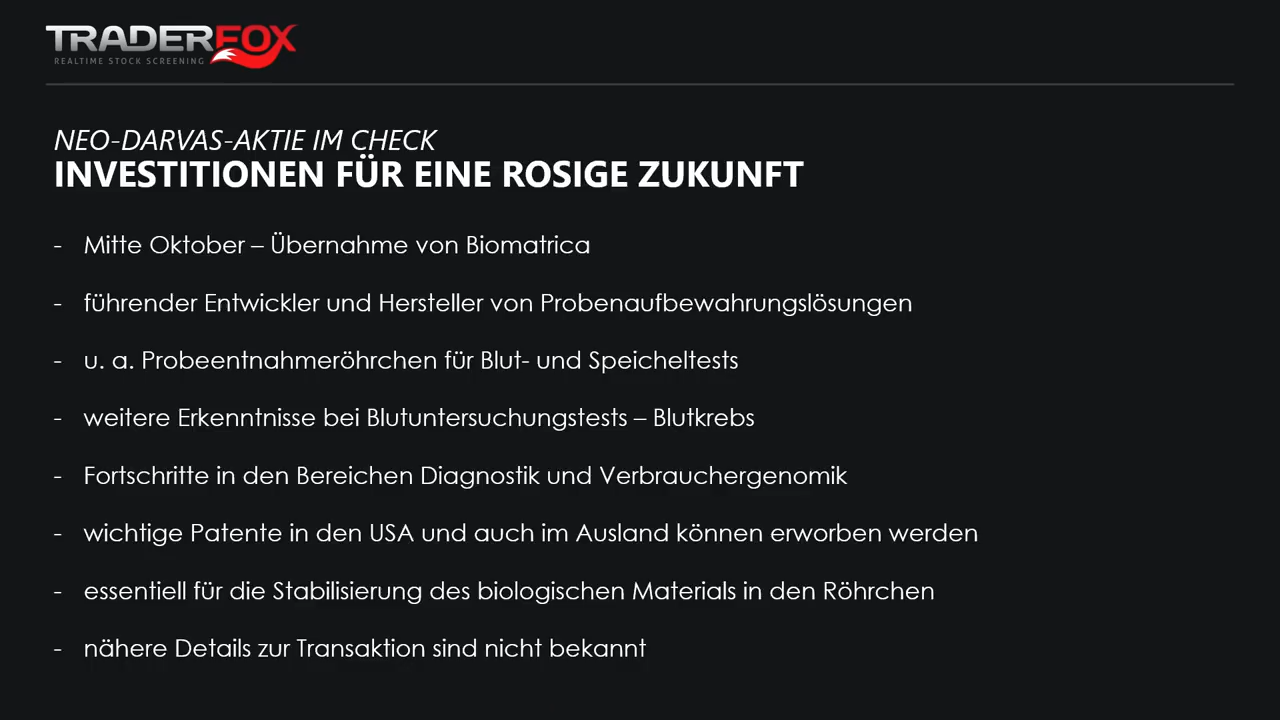 TRADERFOX
REALTIME STOCK SCREENING
NEO-DARVAS-AKTIE IM CHECK
INVESTITIONEN FÜR EINE ROSIGE ZUKUNFT
- Mitte Oktober – Übernahme von Biomatrica
- führender Entwickler und Hersteller von Probenaufbewahrungslösungen
- u. a. Probeentnahmeröhrchen für Blut- und Speicheltests
- weitere Erkenntnisse bei Blutuntersuchungstests – Blutkrebs
- Fortschritte in den Bereichen Diagnostik und Verbrauchergenomik
- wichtige Patente in den USA und auch im Ausland können erworben werden
- essentiell für die Stabilisierung des biologischen Materials in den Röhrchen
- nähere Details zur Transaktion sind nicht bekannt